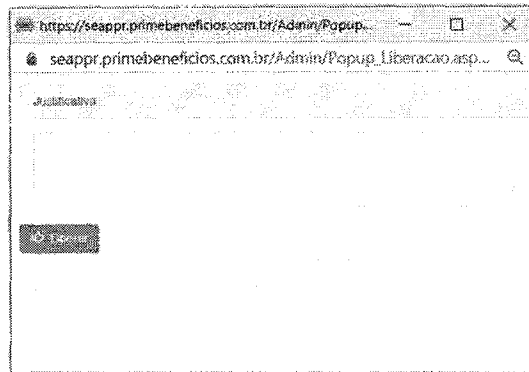 https://seappr.primebeneficios.com.br/Admin/Popup...
seappr.primebeneficios.com.br/Admin/Popup_Liberacao.asp...
Justificativa